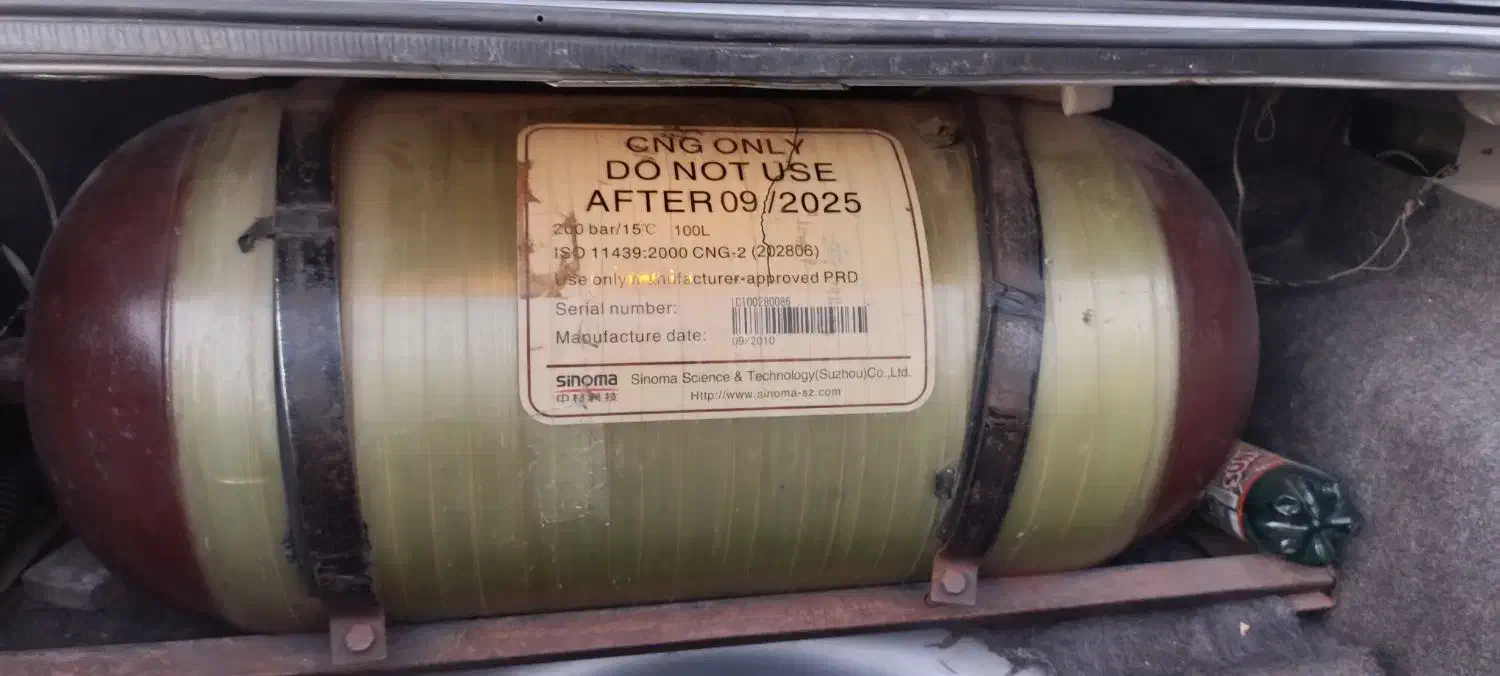 CNG ONLY
DO NOT USE
AFTER 09/2025
200 bar/15℃ 100L
ISO 11439:2000 CNG-2 (202806)
Use only manufacturer-approved PRD
Serial number: 1C100280086
Manufacture date: 09/2010
sinoma Sinoma Science & Technology(Suzhou)Co.,Ltd.
中材科技 Http://www.sinoma-sz.com